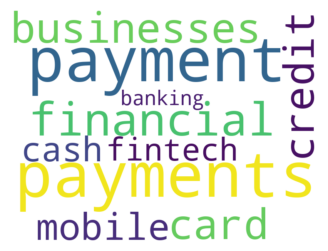 businesses
payment
credit
banking
financial
cash
fintech
payments
mobile
card